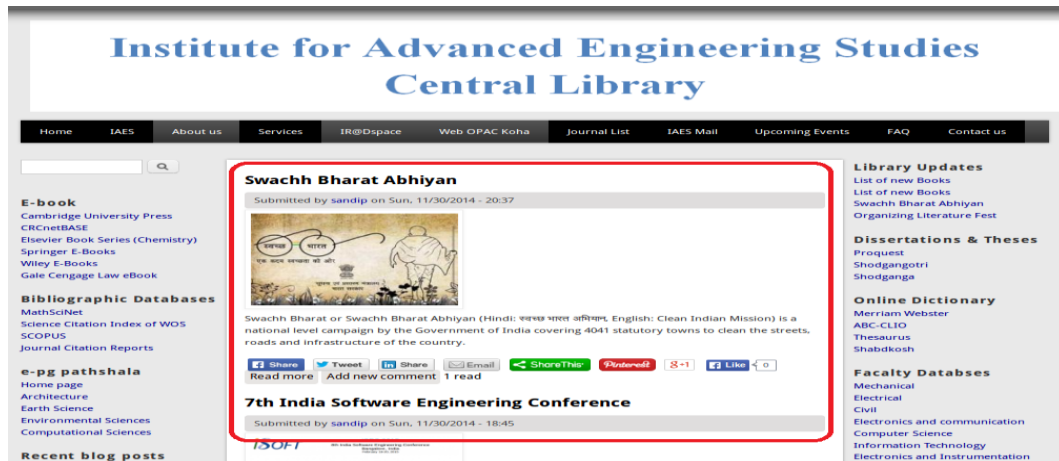 Institute for Advanced Engineering Studies
Central Library
Home IAES About us Services IR@Dspace Web OPAC Koha Journal List IAES Mail Upcoming Events FAQ Contact us
E-book
Cambridge University Press
CRCnetBASE
Elsevier Book Series (Chemistry)
Springer E-Books
Wiley E-Books
Gale Cengage Law eBook
Bibliographic Databases
MathSciNet
Science Citation Index of WOS
SCOPUS
Journal Citation Reports
e-pg pathshala
Home page
Architecture
Earth Science
Environmental Sciences
Computational Sciences
Recent blog posts
Swachh Bharat Abhiyan
Submitted by sandip on Sun, 11/30/2014 - 20:37
स्वच्छ भारत
एक कदम स्वच्छता की ओर
Swachh Bharat or Swachh Bharat Abhiyan (Hindi: स्वच्छ भारत अभियान, English: Clean Indian Mission) is a
national level campaign by the Government of India covering 4041 statutory towns to clean the streets,
roads and infrastructure of the country.
Share Tweet Share Email ShareThis Pinterest +1 Like 0
Read more Add new comment 1 read
7th India Software Engineering Conference
Submitted by sandip on Sun, 11/30/2014 - 18:45
iSOFT
Library Updates
List of new Books
List of new Books
Swachh Bharat Abhiyan
Organizing Literature Fest
Dissertations & Theses
Proquest
Shodgangotri
Shodganga
Online Dictionary
Merriam Webster
ABC-CLIO
Thesaurus
Shabdkosh
Facalty Databses
Mechanical
Electrical
Civil
Electronics and communication
Computer Science
Information Technology
Electronics and Instrumentation